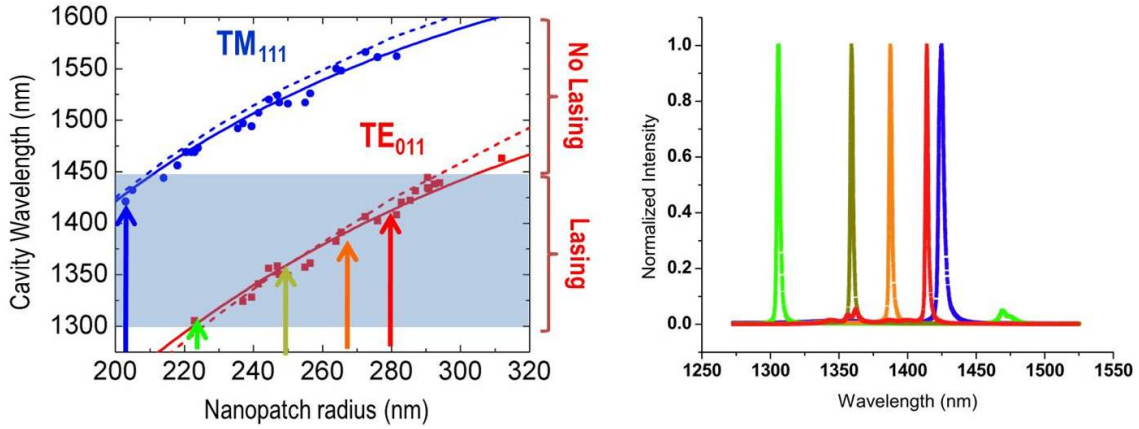 1600
1550
1500
1450
1400
1350
1300
Cavity Wavelength (nm)
TM111
TE011
No Lasing
Lasing
200 220 240 260 280 300 320
Nanopatch radius (nm)
1.0
0.8
0.6
0.4
0.2
0.0
Normalized Intensity
1250 1300 1350 1400 1450 1500 1550
Wavelength (nm)